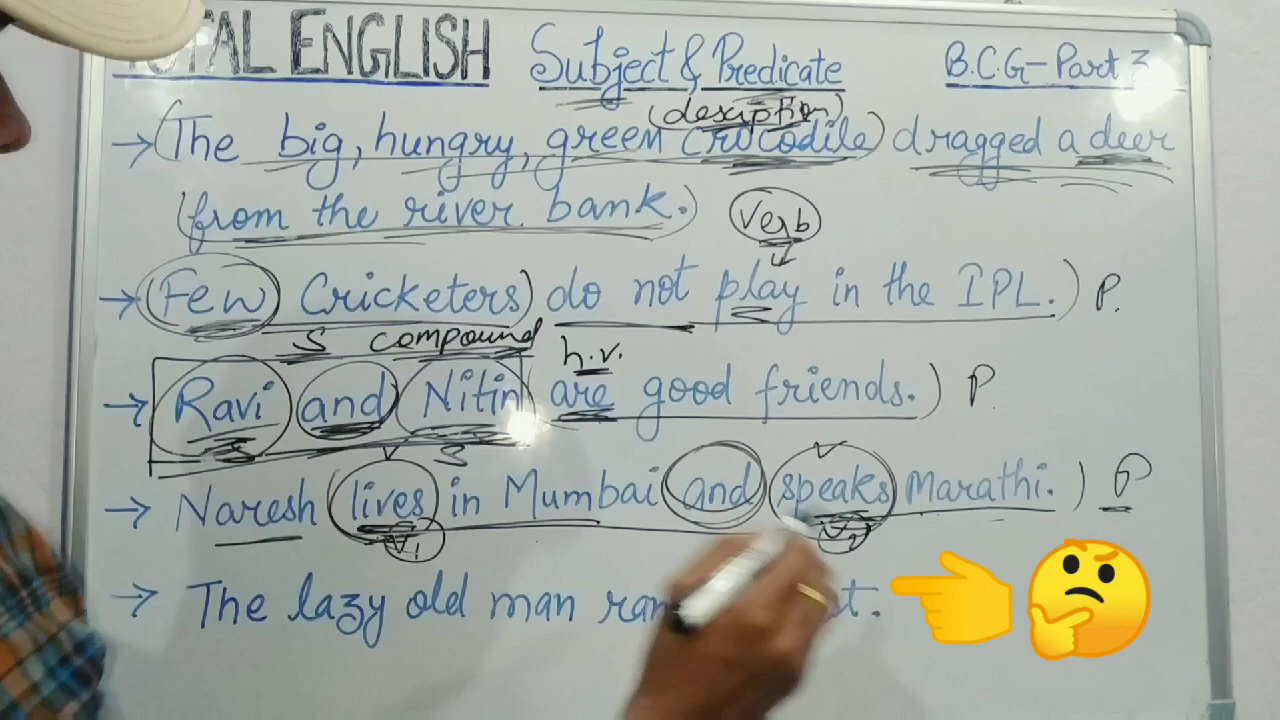 TOTAL ENGLISH Subject & Predicate B.C.G-Part 3
(desciption)
→ (The big, hungry, green crocodile) dragged a deer
(from the river bank.) Verb
→ (Few Cricketers) do not play in the IPL.) P.
S compound h.v.
→ Ravi and Nitin (are good friends.) P.
S S
V V
→ Naresh (lives in Mumbai and speaks Marathi.) P
V1 V2
→ The lazy old man ran